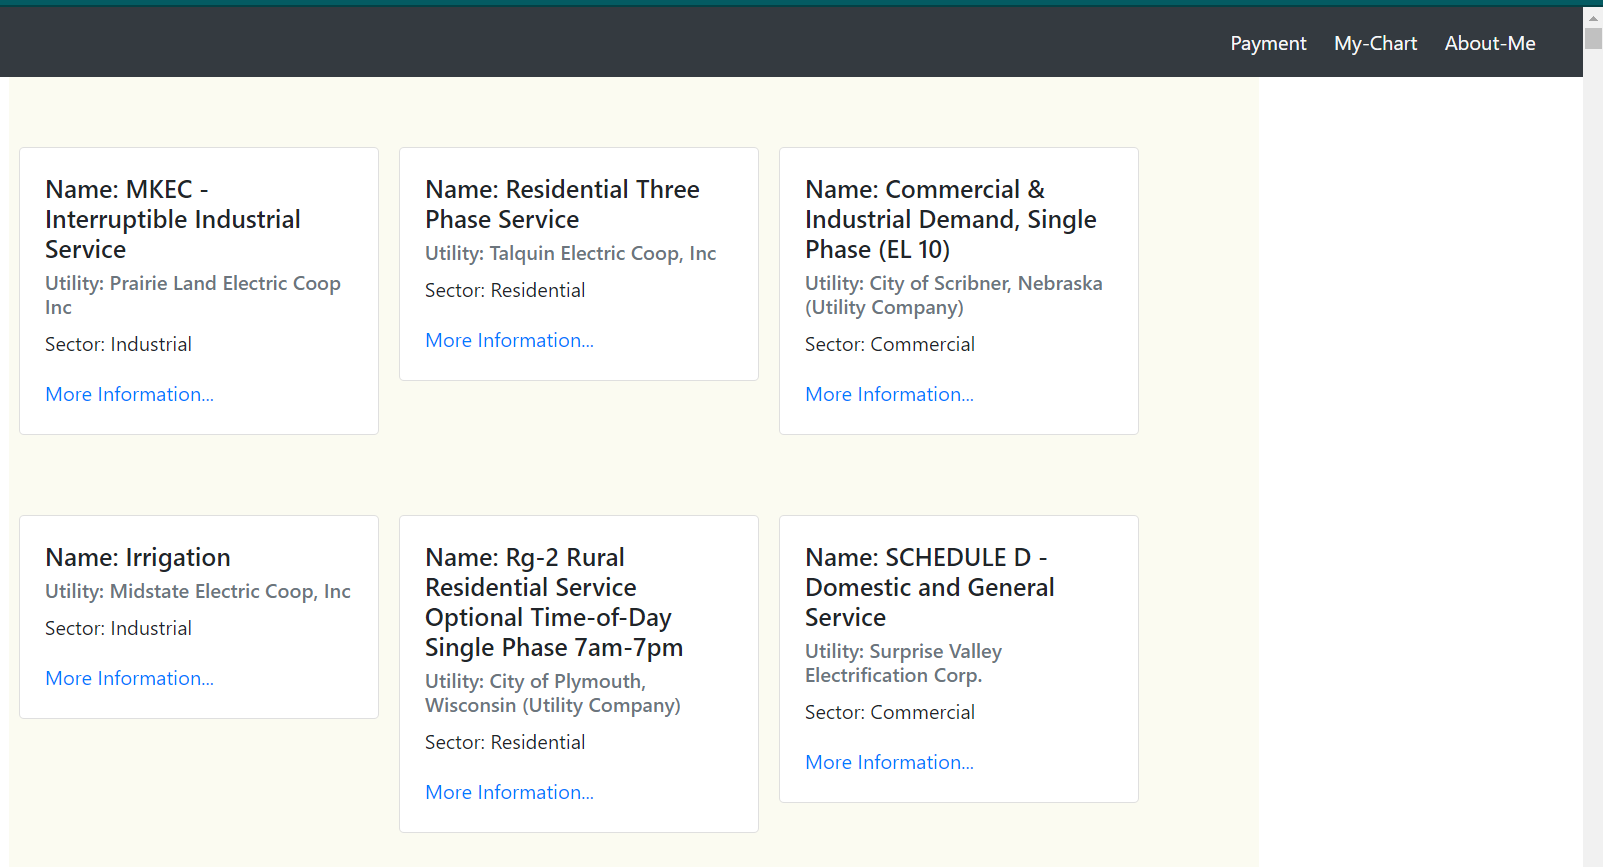 Payment My-Chart About-Me
Name: MKEC -
Interruptible Industrial
Service
Utility: Prairie Land Electric Coop
Inc
Sector: Industrial
More Information...
Name: Residential Three
Phase Service
Utility: Talquin Electric Coop, Inc
Sector: Residential
More Information...
Name: Commercial &
Industrial Demand, Single
Phase (EL 10)
Utility: City of Scribner, Nebraska
(Utility Company)
Sector: Commercial
More Information...
Name: Irrigation
Utility: Midstate Electric Coop, Inc
Sector: Industrial
More Information...
Name: Rg-2 Rural
Residential Service
Optional Time-of-Day
Single Phase 7am-7pm
Utility: City of Plymouth,
Wisconsin (Utility Company)
Sector: Residential
More Information...
Name: SCHEDULE D -
Domestic and General
Service
Utility: Surprise Valley
Electrification Corp.
Sector: Commercial
More Information...